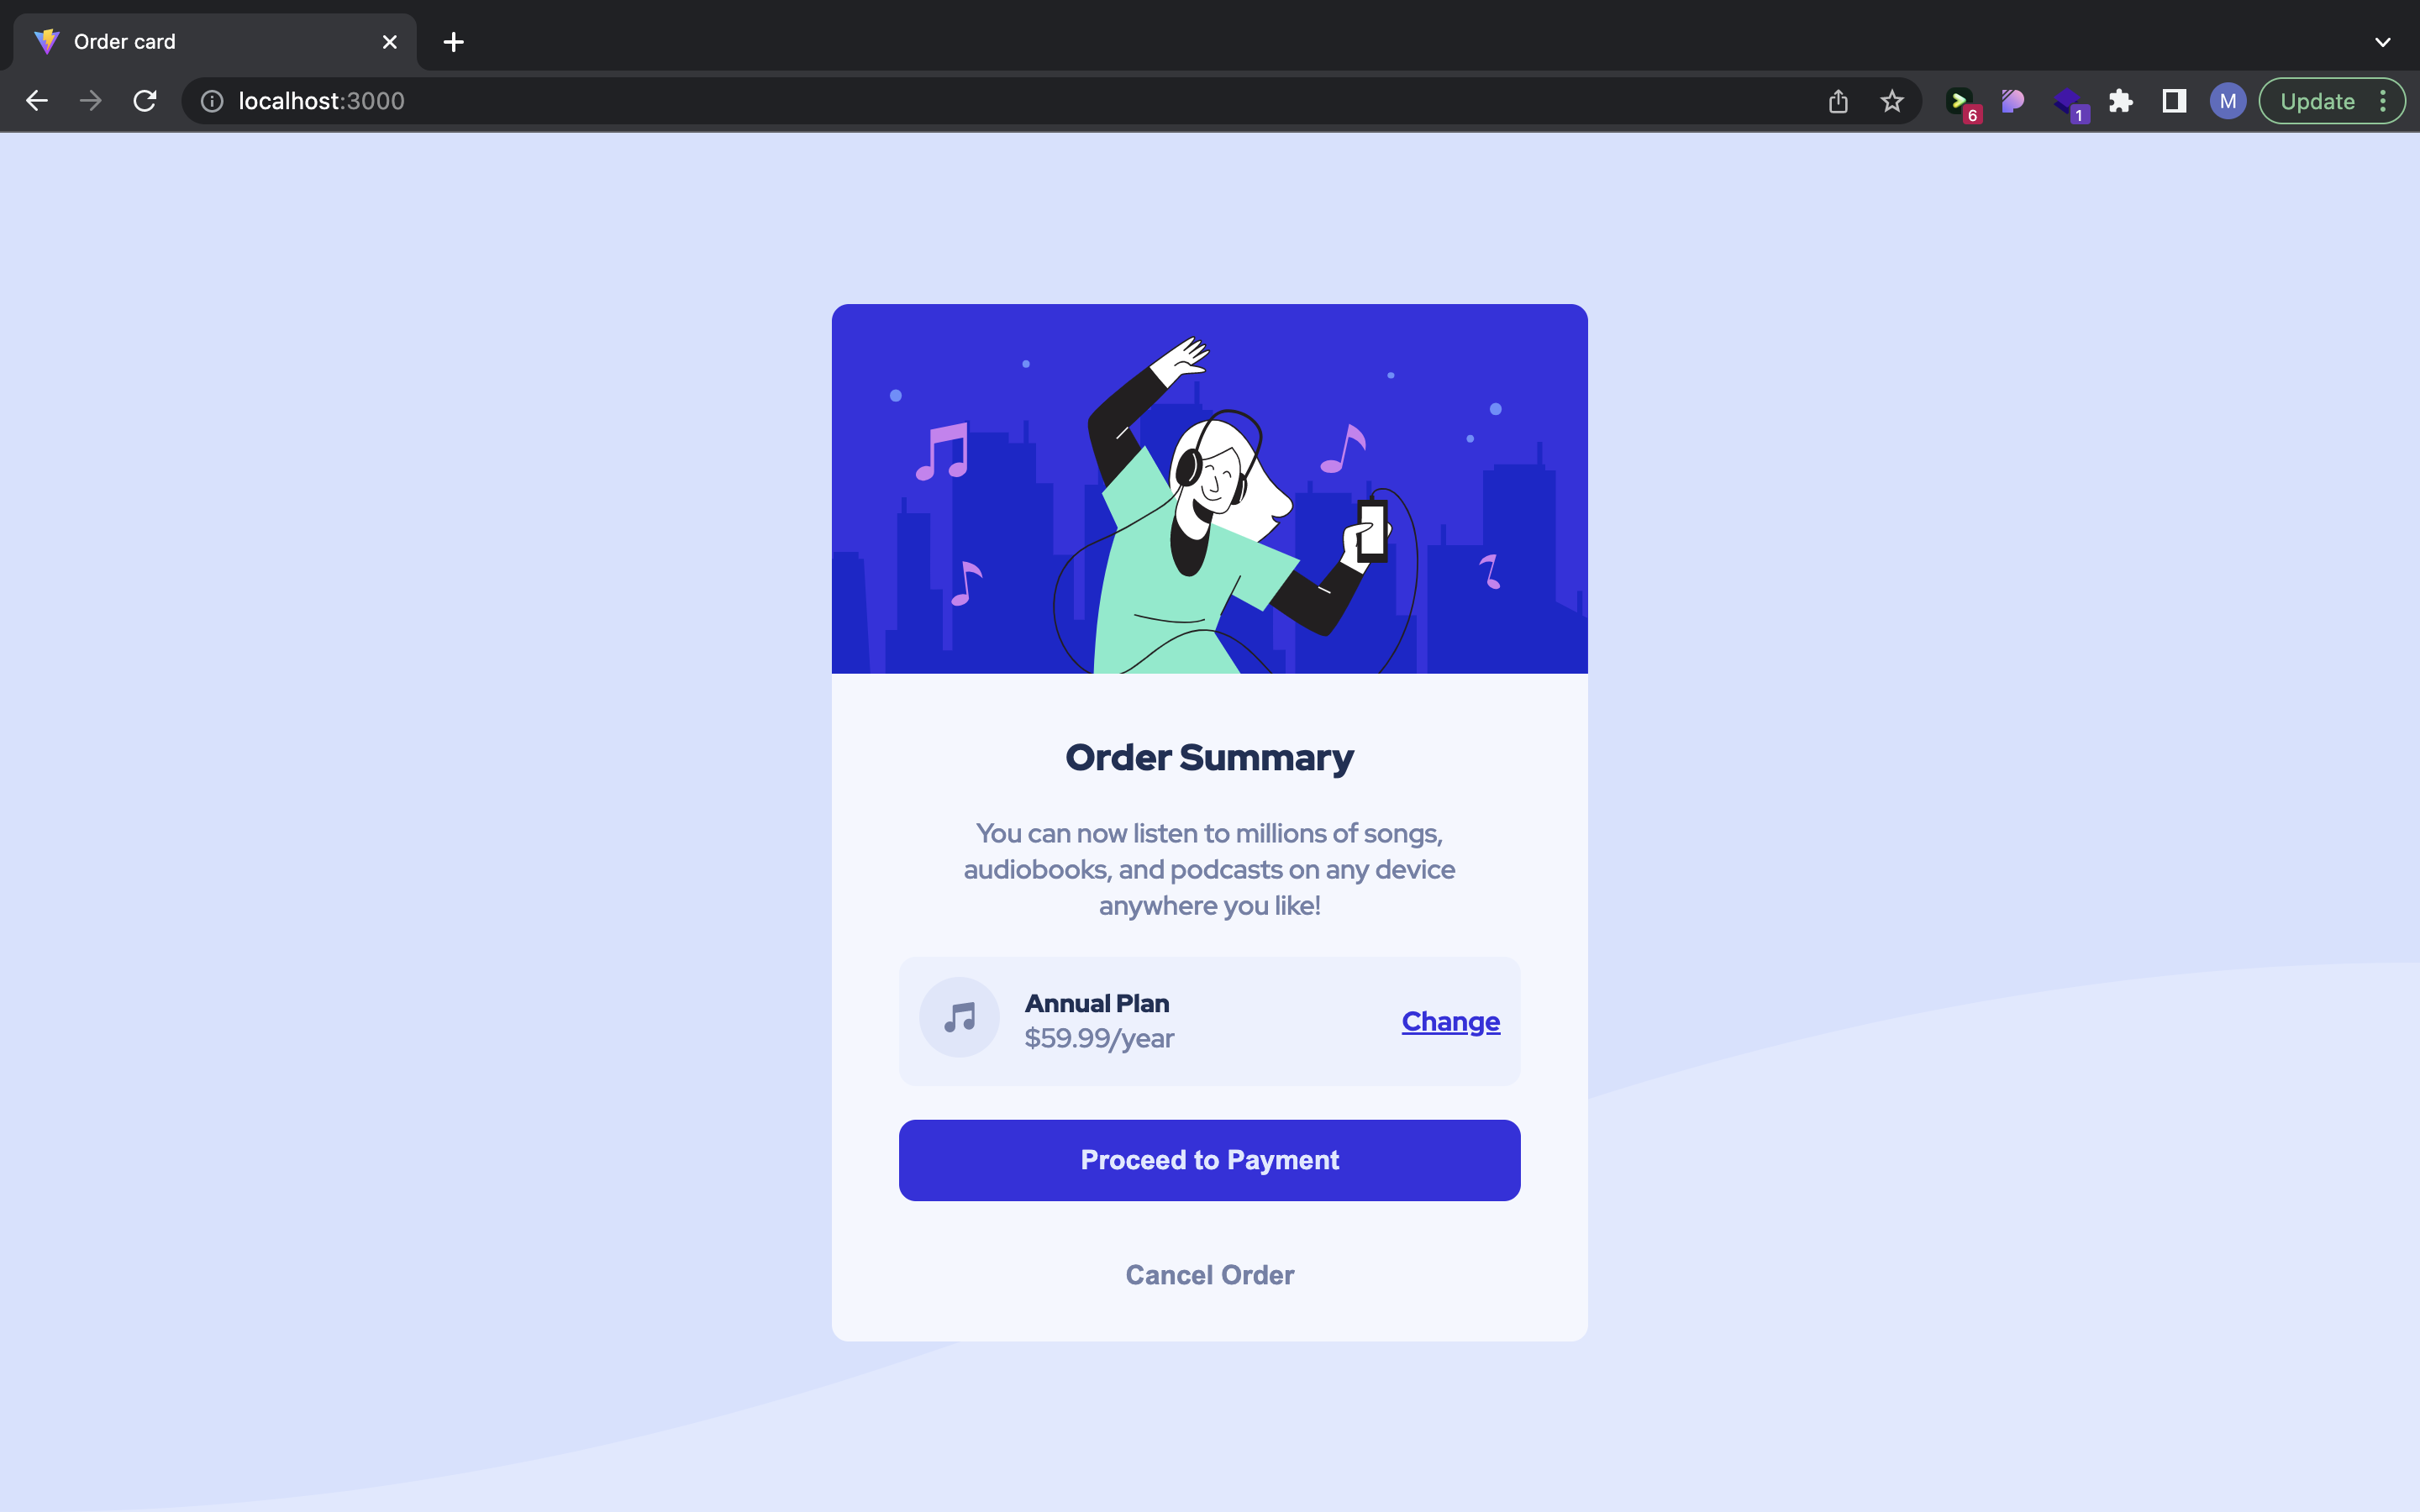 Order card
localhost:3000
6
1
M
Update
Order Summary
You can now listen to millions of songs,
audiobooks, and podcasts on any device
anywhere you like!
Annual Plan
$59.99/year
Change
Proceed to Payment
Cancel Order